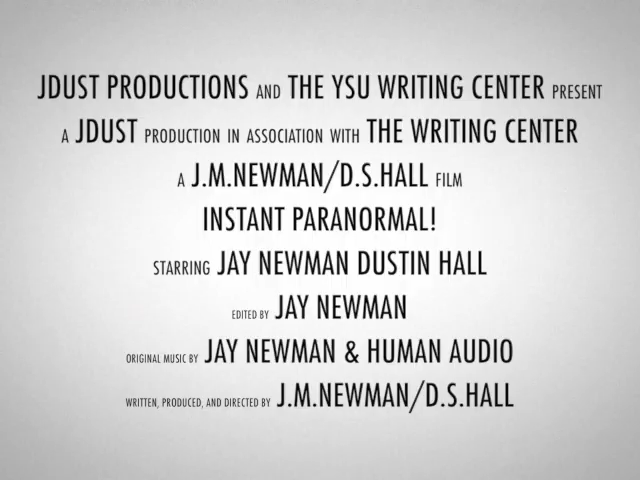 JDUST PRODUCTIONS AND THE YSU WRITING CENTER PRESENT
A JDUST PRODUCTION IN ASSOCIATION WITH THE WRITING CENTER
A J.M.NEWMAN/D.S.HALL FILM
INSTANT PARANORMAL!
STARRING JAY NEWMAN DUSTIN HALL
EDITED BY JAY NEWMAN
ORIGINAL MUSIC BY JAY NEWMAN & HUMAN AUDIO
WRITTEN, PRODUCED, AND DIRECTED BY J.M.NEWMAN/D.S.HALL